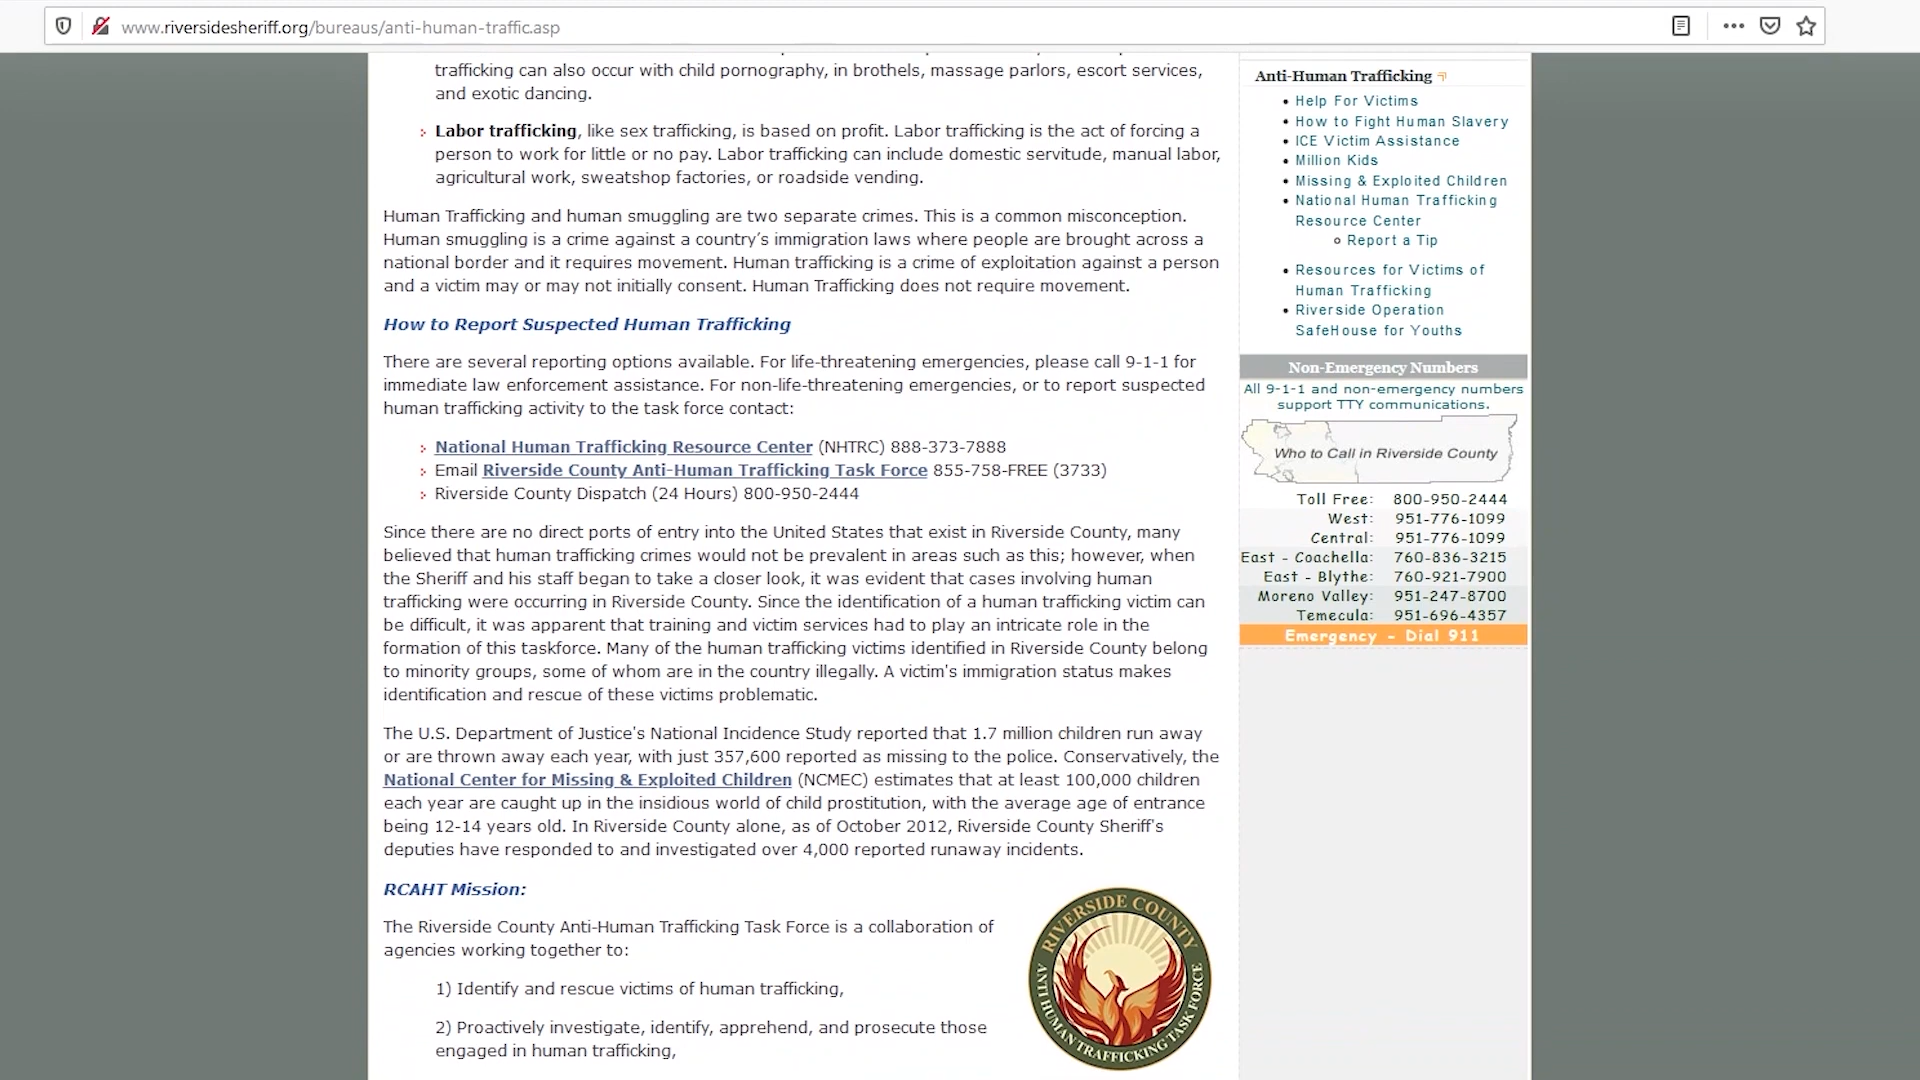 www.riversidesheriff.org/bureaus/anti-human-traffic.asp
trafficking can also occur with child pornography, in brothels, massage parlors, escort services,
and exotic dancing.
Labor trafficking, like sex trafficking, is based on profit. Labor trafficking is the act of forcing a
person to work for little or no pay. Labor trafficking can include domestic servitude, manual labor,
agricultural work, sweatshop factories, or roadside vending.
Human Trafficking and human smuggling are two separate crimes. This is a common misconception.
Human smuggling is a crime against a country’s immigration laws where people are brought across a
national border and it requires movement. Human trafficking is a crime of exploitation against a person
and a victim may or may not initially consent. Human Trafficking does not require movement.
How to Report Suspected Human Trafficking
There are several reporting options available. For life-threatening emergencies, please call 9-1-1 for
immediate law enforcement assistance. For non-life-threatening emergencies, or to report suspected
human trafficking activity to the task force contact:
National Human Trafficking Resource Center (NHTRC) 888-373-7888
Email Riverside County Anti-Human Trafficking Task Force 855-758-FREE (3733)
Riverside County Dispatch (24 Hours) 800-950-2444
Since there are no direct ports of entry into the United States that exist in Riverside County, many
believed that human trafficking crimes would not be prevalent in areas such as this; however, when
the Sheriff and his staff began to take a closer look, it was evident that cases involving human
trafficking were occurring in Riverside County. Since the identification of a human trafficking victim can
be difficult, it was apparent that training and victim services had to play an intricate role in the
formation of this taskforce. Many of the human trafficking victims identified in Riverside County belong
to minority groups, some of whom are in the country illegally. A victim's immigration status makes
identification and rescue of these victims problematic.
The U.S. Department of Justice's National Incidence Study reported that 1.7 million children run away
or are thrown away each year, with just 357,600 reported as missing to the police. Conservatively, the
National Center for Missing & Exploited Children (NCMEC) estimates that at least 100,000 children
each year are caught up in the insidious world of child prostitution, with the average age of entrance
being 12-14 years old. In Riverside County alone, as of October 2012, Riverside County Sheriff's
deputies have responded to and investigated over 4,000 reported runaway incidents.
RCAHT Mission:
The Riverside County Anti-Human Trafficking Task Force is a collaboration of
agencies working together to:
1) Identify and rescue victims of human trafficking,
2) Proactively investigate, identify, apprehend, and prosecute those
engaged in human trafficking,
RIVERSIDE COUNTY
ANTI HUMAN TRAFFICKING TASK FORCE
Anti-Human Trafficking
Help For Victims
How to Fight Human Slavery
ICE Victim Assistance
Million Kids
Missing & Exploited Children
National Human Trafficking
Resource Center
Report a Tip
Resources for Victims of
Human Trafficking
Riverside Operation
SafeHouse for Youths
Non-Emergency Numbers
All 9-1-1 and non-emergency numbers
support TTY communications.
Who to Call in Riverside County
Toll Free: 800-950-2444
West: 951-776-1099
Central: 951-776-1099
East - Coachella: 760-836-3215
East - Blythe: 760-921-7900
Moreno Valley: 951-247-8700
Temecula: 951-696-4357
Emergency - Dial 911